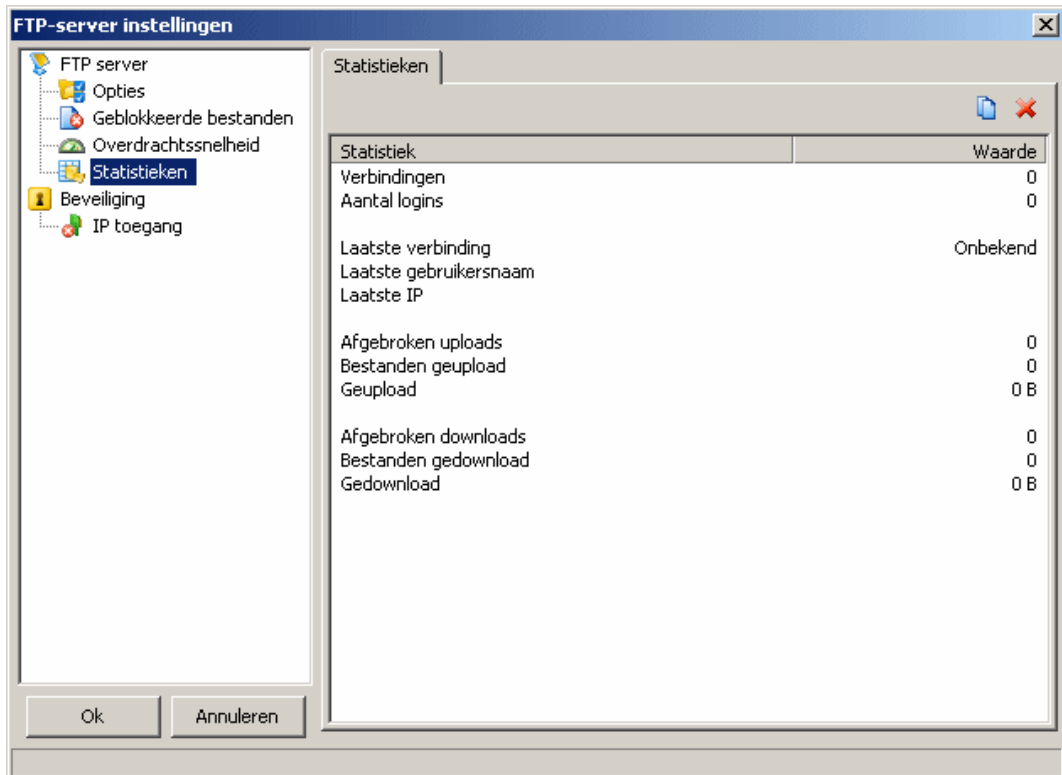 FTP-server instellingen
FTP server
Opties
Geblokkeerde bestanden
Overdrachtssnelheid
Statistieken
Beveiliging
IP toegang
Ok
Annuleren
Statistieken
Statistiek Waarde
Verbindingen 0
Aantal logins 0
Laatste verbinding Onbekend
Laatste gebruikersnaam
Laatste IP
Afgebroken uploads 0
Bestanden geupload 0
Geupload 0 B
Afgebroken downloads 0
Bestanden gedownload 0
Gedownload 0 B